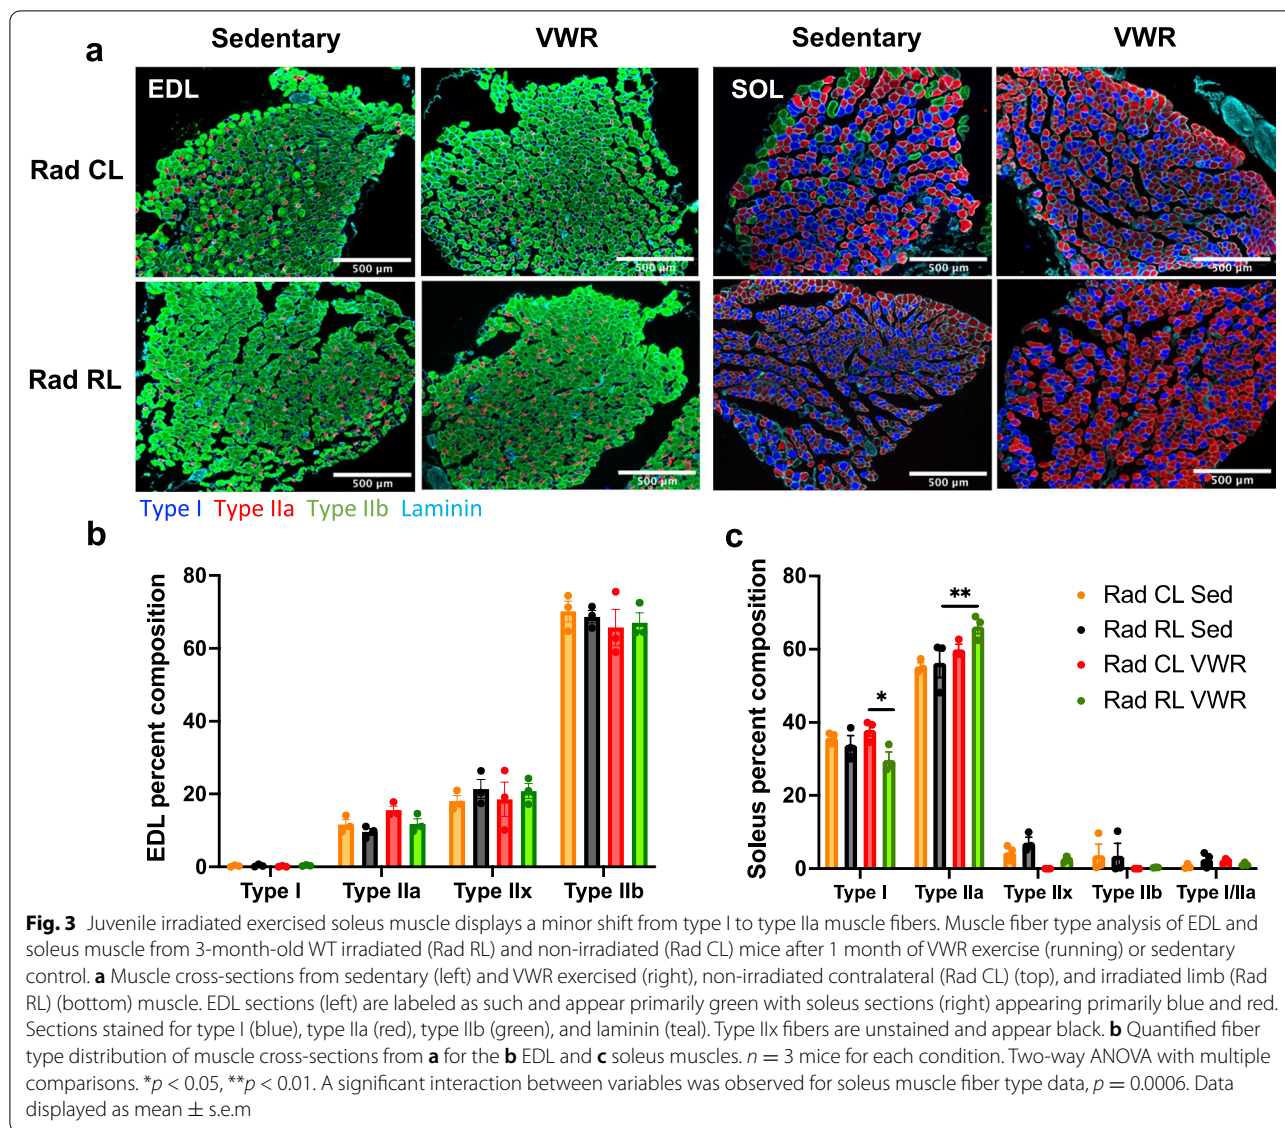 Sedentary VWR Sedentary VWR
a
EDL SOL
Rad CL
500 µm 500 µm 500 µm 500 µm
Rad RL
500 µm 500 µm 500 µm 500 µm
Type I Type IIa Type IIb Laminin
b
EDL percent composition
80
60
40
20
0
Type I Type IIa Type IIx Type IIb
c
Soleus percent composition
80
60
40
20
0
* **
Type I Type IIa Type IIx Type IIb Type I/IIa
Rad CL Sed
Rad RL Sed
Rad CL VWR
Rad RL VWR
Fig. 3 Juvenile irradiated exercised soleus muscle displays a minor shift from type I to type IIa muscle fibers. Muscle fiber type analysis of EDL and
soleus muscle from 3-month-old WT irradiated (Rad RL) and non-irradiated (Rad CL) mice after 1 month of VWR exercise (running) or sedentary
control. a Muscle cross-sections from sedentary (left) and VWR exercised (right), non-irradiated contralateral (Rad CL) (top), and irradiated limb (Rad
RL) (bottom) muscle. EDL sections (left) are labeled as such and appear primarily green with soleus sections (right) appearing primarily blue and red.
Sections stained for type I (blue), type IIa (red), type IIb (green), and laminin (teal). Type IIx fibers are unstained and appear black. b Quantified fiber
type distribution of muscle cross-sections from a for the b EDL and c soleus muscles. n = 3 mice for each condition. Two-way ANOVA with multiple
comparisons. *p < 0.05, **p < 0.01. A significant interaction between variables was observed for soleus muscle fiber type data, p = 0.0006. Data
displayed as mean ± s.e.m